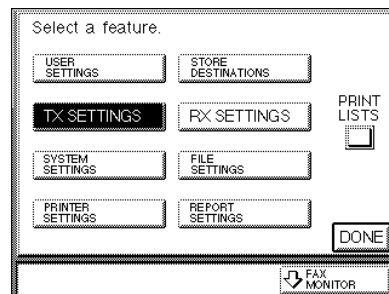 Select a feature.
USER
SETTINGS
STORE
DESTINATIONS
TX SETTINGS
RX SETTINGS
PRINT
LISTS
SYSTEM
SETTINGS
FILE
SETTINGS
PRINTER
SETTINGS
REPORT
SETTINGS
DONE
FAX
MONITOR